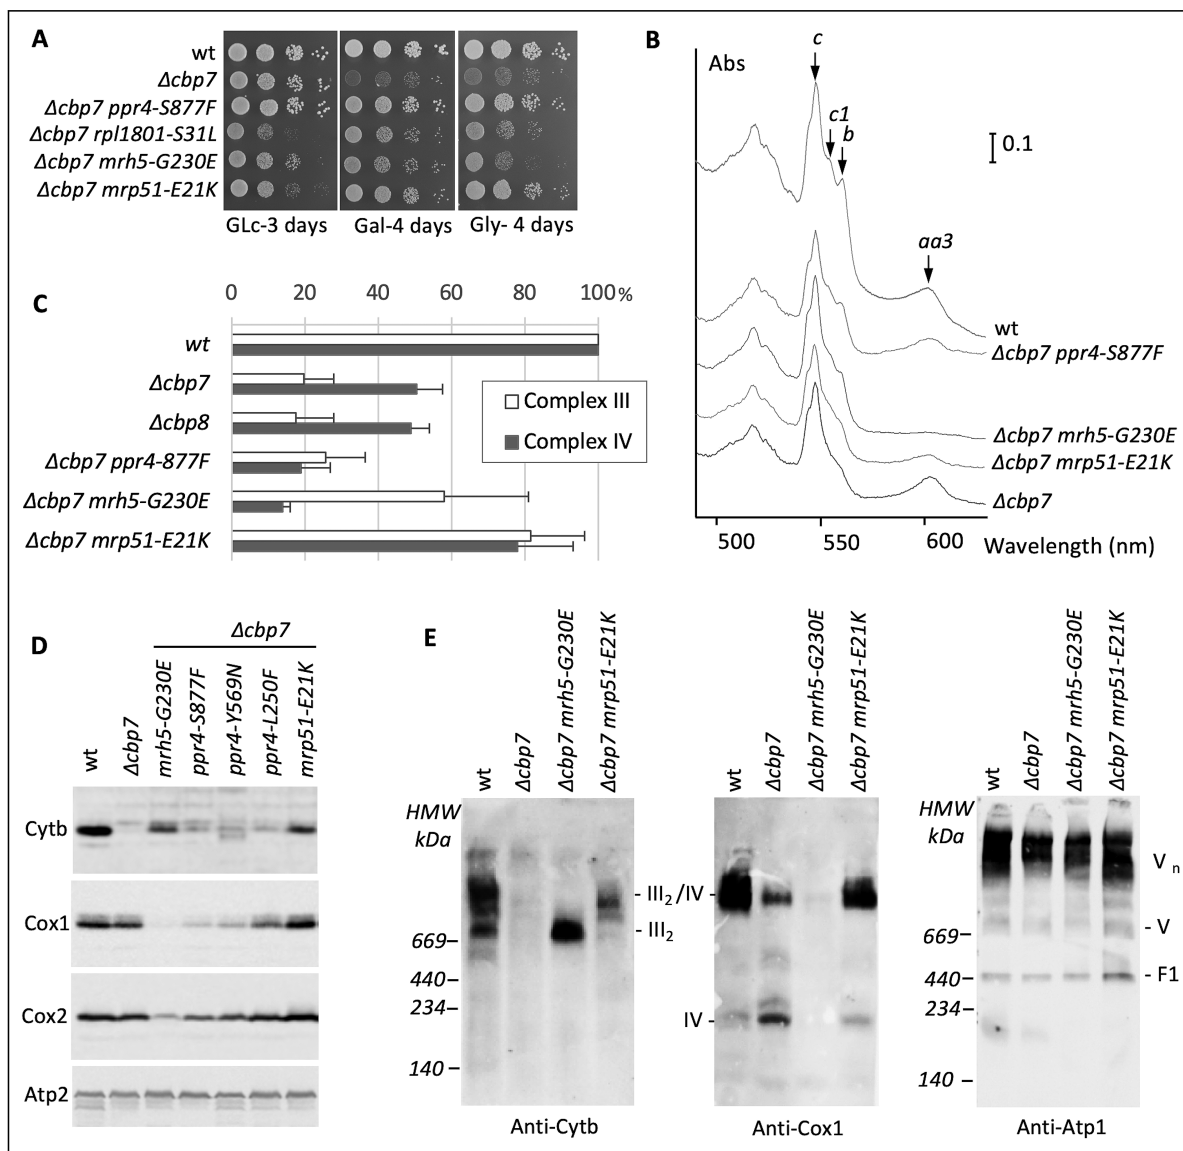 A
wt
Δcbp7
Δcbp7 ppr4-S877F
Δcbp7 rpl1801-S31L
Δcbp7 mrh5-G230E
Δcbp7 mrp51-E21K
GLc-3 days
Gal-4 days
Gly- 4 days
B
Abs
c
c1
b
aa3
0.1
wt
Δcbp7 ppr4-S877F
Δcbp7 mrh5-G230E
Δcbp7 mrp51-E21K
Δcbp7
500
550
600
Wavelength (nm)
C
0 20 40 60 80 100%
wt
Δcbp7
Δcbp8
Δcbp7 ppr4-877F
Δcbp7 mrh5-G230E
Δcbp7 mrp51-E21K
Complex III
Complex IV
D
Δcbp7
wt
Δcbp7
mrh5-G230E
ppr4-S877F
ppr4-Y569N
ppr4-L250F
mrp51-E21K
Cytb
Cox1
Cox2
Atp2
E
wt
Δcbp7
Δcbp7 mrh5-G230E
Δcbp7 mrp51-E21K
HMW
kDa
669–
440–
234–
140 –
- III2 /IV
- III2
Anti-Cytb
wt
Δcbp7
Δcbp7 mrh5-G230E
Δcbp7 mrp51-E21K
IV -
Anti-Cox1
wt
Δcbp7
Δcbp7 mrh5-G230E
Δcbp7 mrp51-E21K
HMW
kDa
669–
440–
234–
140 –
V n
- V
- F1
Anti-Atp1